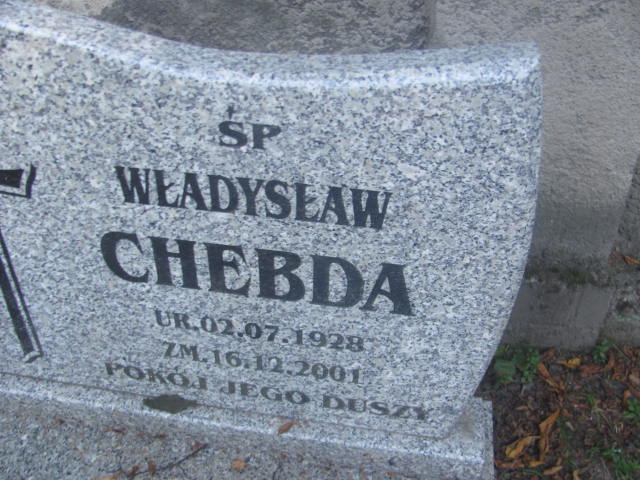 ŚP
WŁADYSŁAW
CHEBDA
UR.02.07.1928
ZM.16.12.2001
POKÓJ JEGO DUSZY